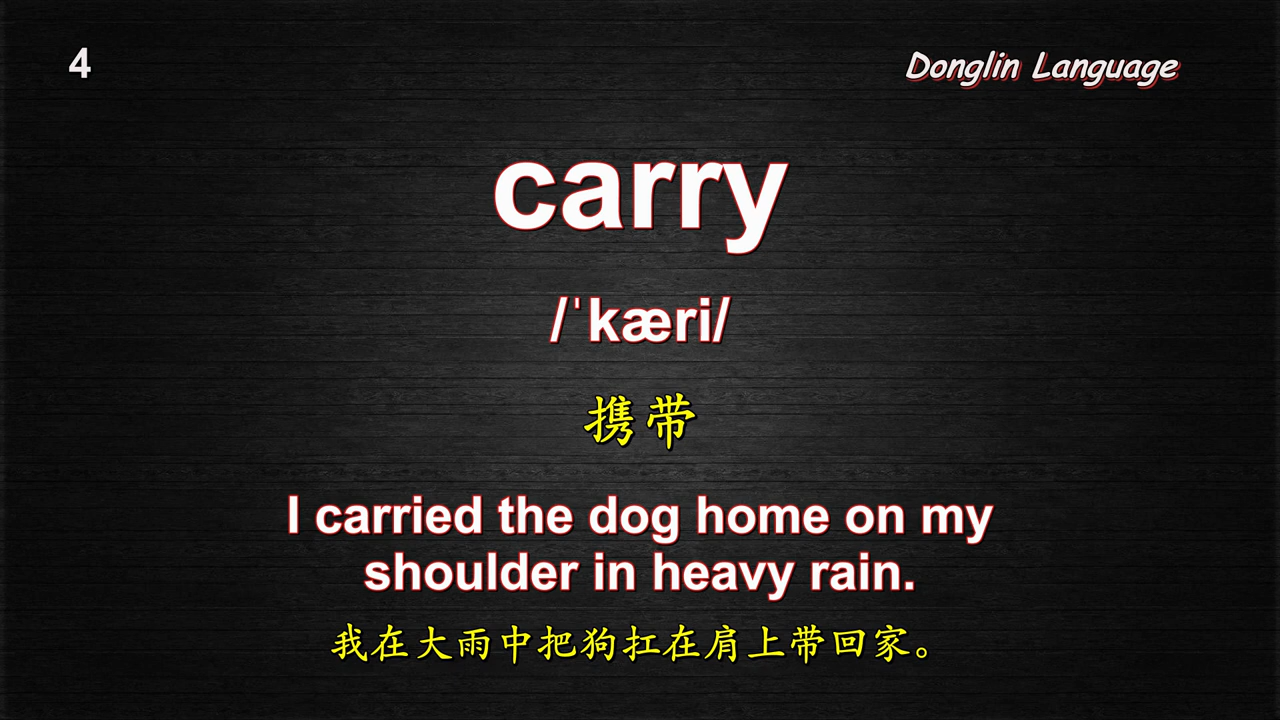 4
Donglin Language
carry
/ˈkæri/
携带
I carried the dog home on my
shoulder in heavy rain.
我在大雨中把狗扛在肩上带回家。